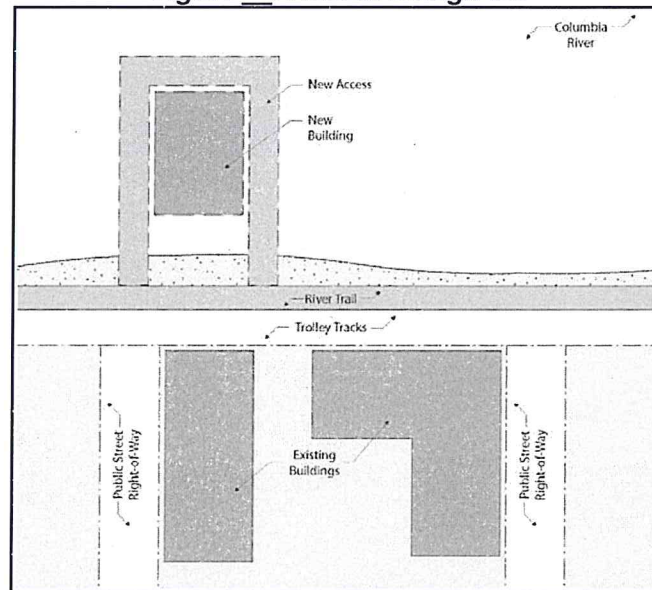 Columbia
River
New Access
New
Building
River Trail
Trolley Tracks
Public Street
Right-of-Way
Existing
Buildings
Public Street
Right-of-Way